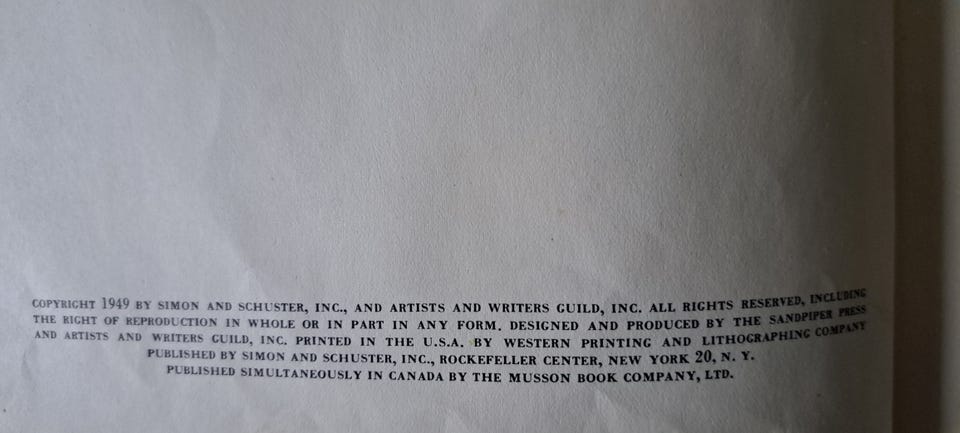 COPYRIGHT 1949 BY SIMON AND SCHUSTER, INC., AND ARTISTS AND WRITERS GUILD, INC. ALL RIGHTS RESERVED, INCLUDING
THE RIGHT OF REPRODUCTION IN WHOLE OR IN PART IN ANY FORM. DESIGNED AND PRODUCED BY THE SANDPIPER PRESS
AND ARTISTS AND WRITERS GUILD, INC. PRINTED IN THE U.S.A. BY WESTERN PRINTING AND LITHOGRAPHING COMPANY
PUBLISHED BY SIMON AND SCHUSTER, INC., ROCKEFELLER CENTER, NEW YORK 20, N. Y.
PUBLISHED SIMULTANEOUSLY IN CANADA BY THE MUSSON BOOK COMPANY, LTD.